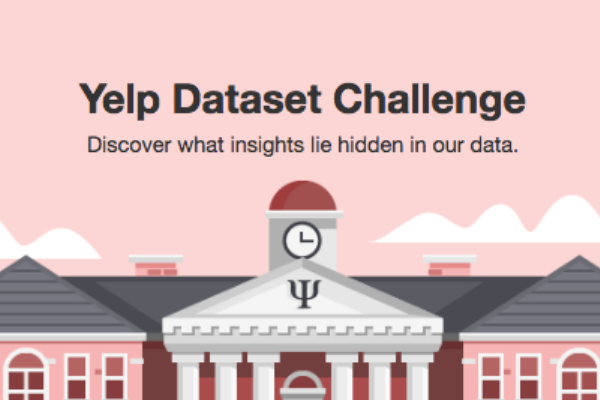 Yelp Dataset Challenge
Discover what insights lie hidden in our data.
Ψ